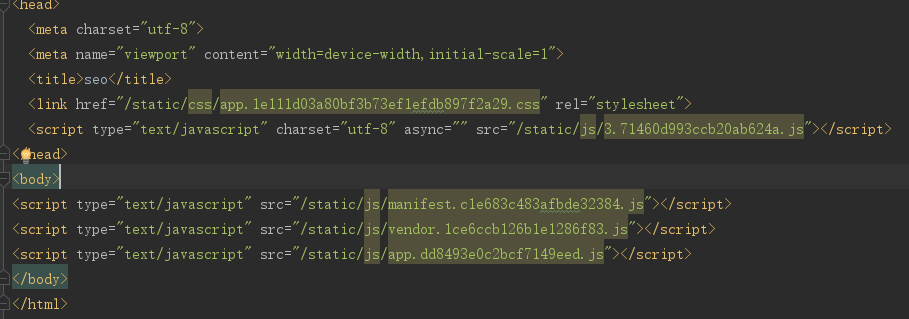 <head>
<meta charset="utf-8">
<meta name="viewport" content="width=device-width,initial-scale=1">
<title>seo</title>
<link href="/static/css/app.1e111d03a80bf3b73ef1efdb897f2a29.css" rel="stylesheet">
<script type="text/javascript" charset="utf-8" async="" src="/static/js/3.71460d993ccb20ab624a.js"></script>
</head>
<body>
<script type="text/javascript" src="/static/js/manifest.c1e683c483afbde32384.js"></script>
<script type="text/javascript" src="/static/js/vendor.1ce6ccb126b1e1286f83.js"></script>
<script type="text/javascript" src="/static/js/app.dd8493e0c2bcf7149eed.js"></script>
</body>
</html>